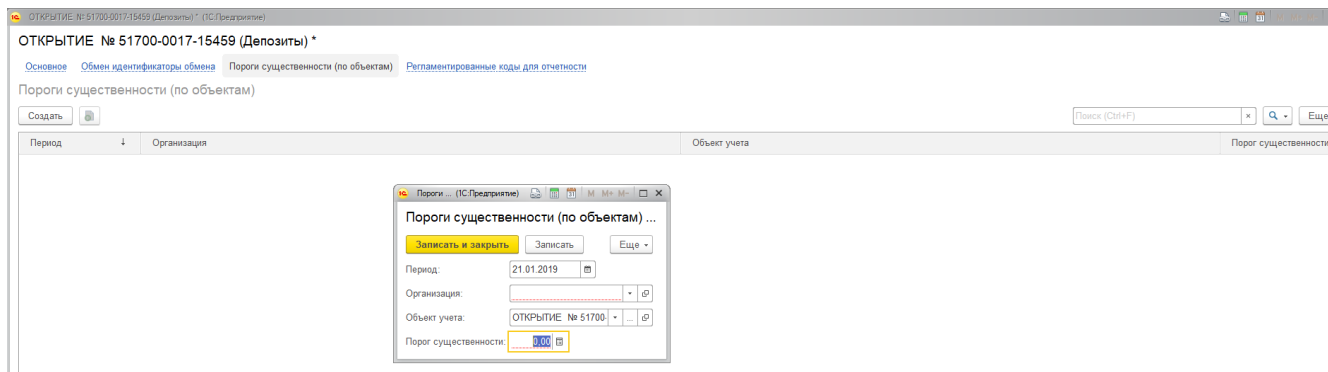 ОТКРЫТИЕ № 51700-0017-15459 (Депозиты) * (1С:Предприятие)
ОТКРЫТИЕ № 51700-0017-15459 (Депозиты) *
Основное Обмен идентификаторы обмена Пороги существенности (по объектам) Регламентированные коды для отчетности
Пороги существенности (по объектам)
Создать Поиск (Ctrl+F) × Еще
Период ↓ Организация Объект учета Порог существенности
Пороги ... (1С:Предприятие) M M+ M-
Пороги существенности (по объектам) ...
Записать и закрыть Записать Еще
Период: 21.01.2019
Организация:
Объект учета: ОТКРЫТИЕ № 51700- ...
Порог существенности: 0,00